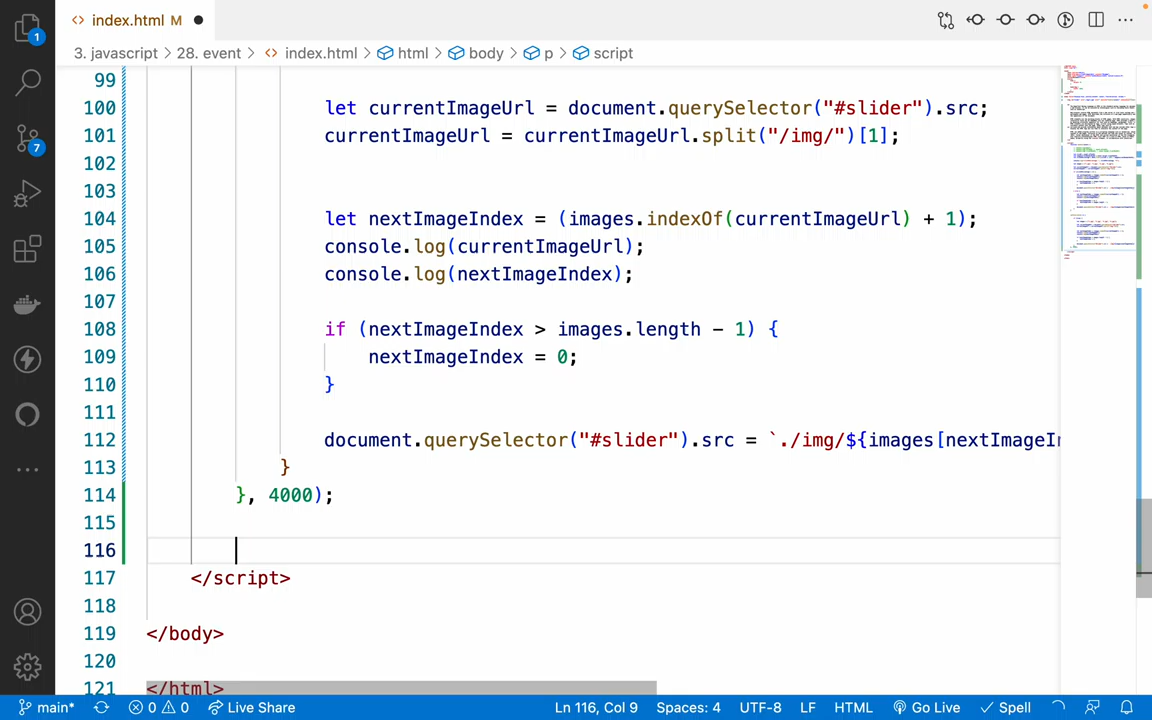 index.html M
3. javascript > 28. event > index.html > html > body > p > script
1
7
99
100 let currentImageUrl = document.querySelector("#slider").src;
101 currentImageUrl = currentImageUrl.split("/img/")[1];
102
103
104 let nextImageIndex = (images.indexOf(currentImageUrl) + 1);
105 console.log(currentImageUrl);
106 console.log(nextImageIndex);
107
108 if (nextImageIndex > images.length - 1) {
109 nextImageIndex = 0;
110 }
111
112 document.querySelector("#slider").src = `./img/${images[nextImageIn
113 }
114 }, 4000);
115
116
117 </script>
118
119 </body>
120
121 </html>
main* 0 0 Live Share Ln 116, Col 9 Spaces: 4 UTF-8 LF HTML Go Live Spell